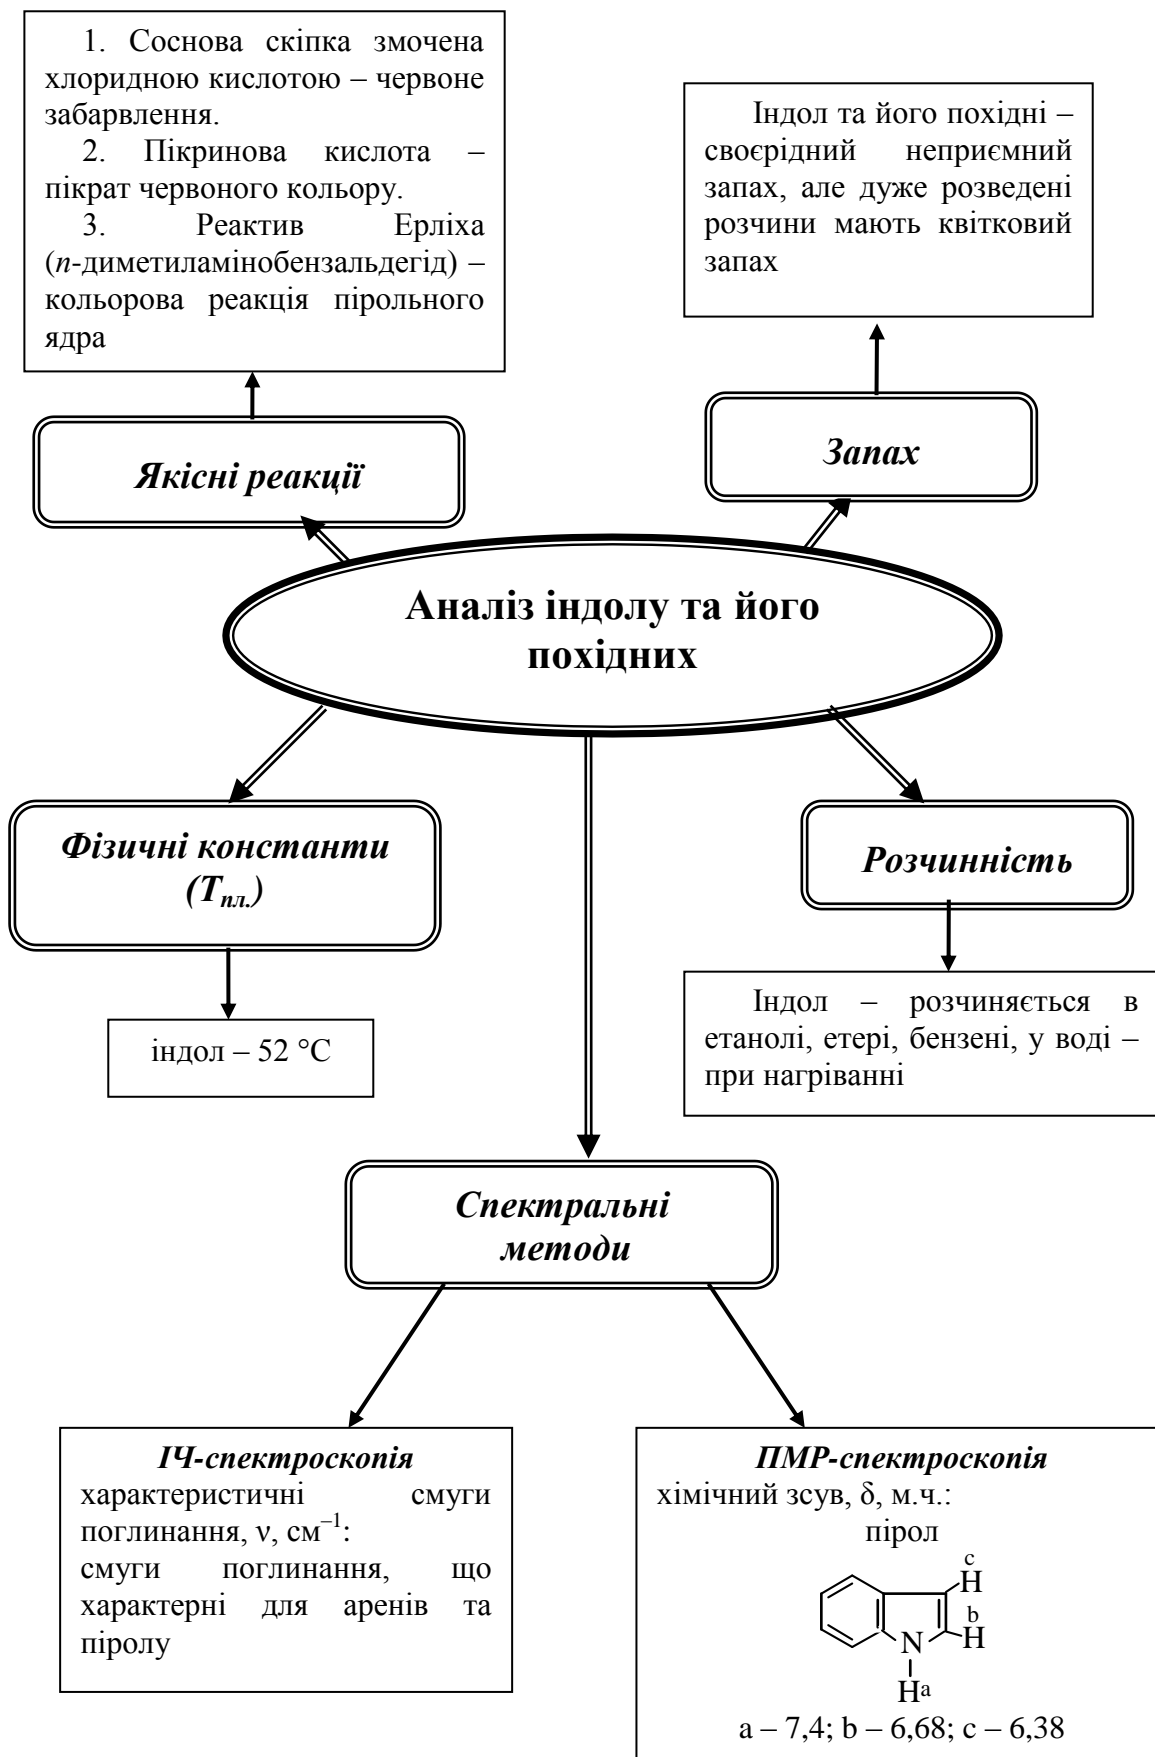 1. Соснова скіпка змочена
хлоридною кислотою – червоне
забарвлення.
2. Пікринова кислота –
пікрат червоного кольору.
3. Реактив Ерліха
(п-диметиламінобензальдегід) –
кольорова реакція пірольного
ядра
Індол та його похідні –
своєрідний неприємний
запах, але дуже розведені
розчини мають квітковий
запах
Якісні реакції
Запах
Аналіз індолу та його
похідних
Фізичні константи
(Тпл.)
Розчинність
індол – 52 °С
Індол – розчиняється в
етанолі, етері, бензені, у воді –
при нагріванні
Спектральні
методи
ІЧ-спектроскопія
характеристичні смуги
поглинання, ν, см⁻¹:
смуги поглинання, що
характерні для аренів та
піролу
ПМР-спектроскопія
хімічний зсув, δ, м.ч.:
пірол
c
H
b
N H
Ha
a – 7,4; b – 6,68; c – 6,38